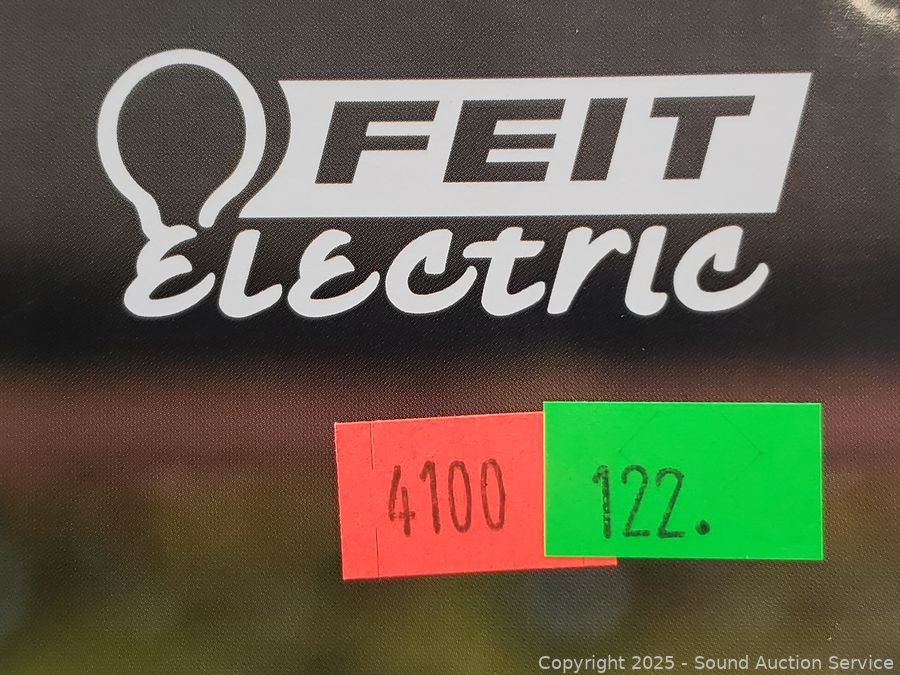 FEIT
Electric
4100
122.
Copyright 2025 - Sound Auction Service